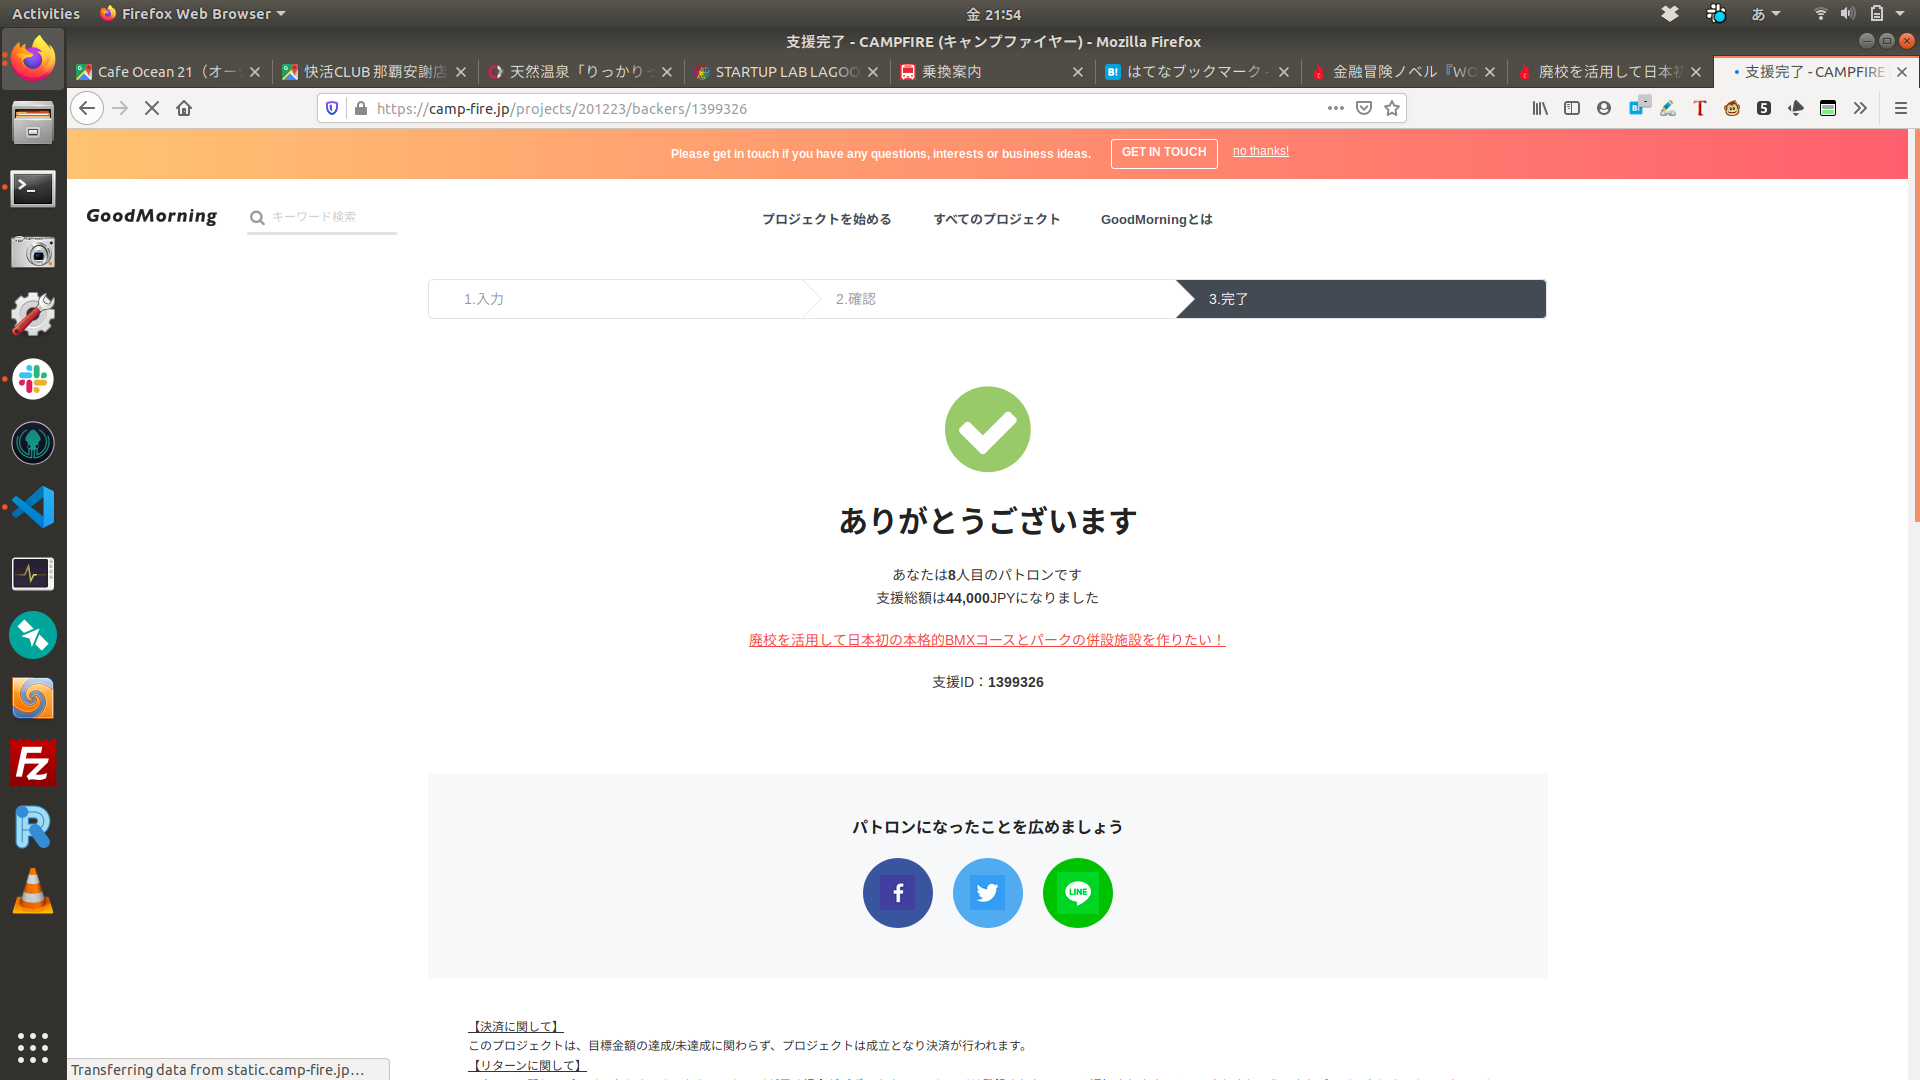 Activities
Firefox Web Browser
金 21:54
あ
支援完了 - CAMPFIRE (キャンプファイヤー) - Mozilla Firefox
Cafe Ocean 21（オー
快活CLUB 那覇安謝店
天然温泉「りっかりっ
STARTUP LAB LAGOO
乗換案内
はてなブックマーク -
金融冒険ノベル『WO
廃校を活用して日本初
支援完了 - CAMPFIRE
https://camp-fire.jp/projects/201223/backers/1399326
Please get in touch if you have any questions, interests or business ideas.
GET IN TOUCH
no thanks!
GoodMorning
キーワード検索
プロジェクトを始める
すべてのプロジェクト
GoodMorningとは
1.入力
2.確認
3.完了
ありがとうございます
あなたは8人目のパトロンです
支援総額は44,000JPYになりました
廃校を活用して日本初の本格的BMXコースとパークの併設施設を作りたい！
支援ID：1399326
パトロンになったことを広めましょう
LINE
【決済に関して】
このプロジェクトは、目標金額の達成/未達成に関わらず、プロジェクトは成立となり決済が行われます。
【リターンに関して】
Transferring data from static.camp-fire.jp…